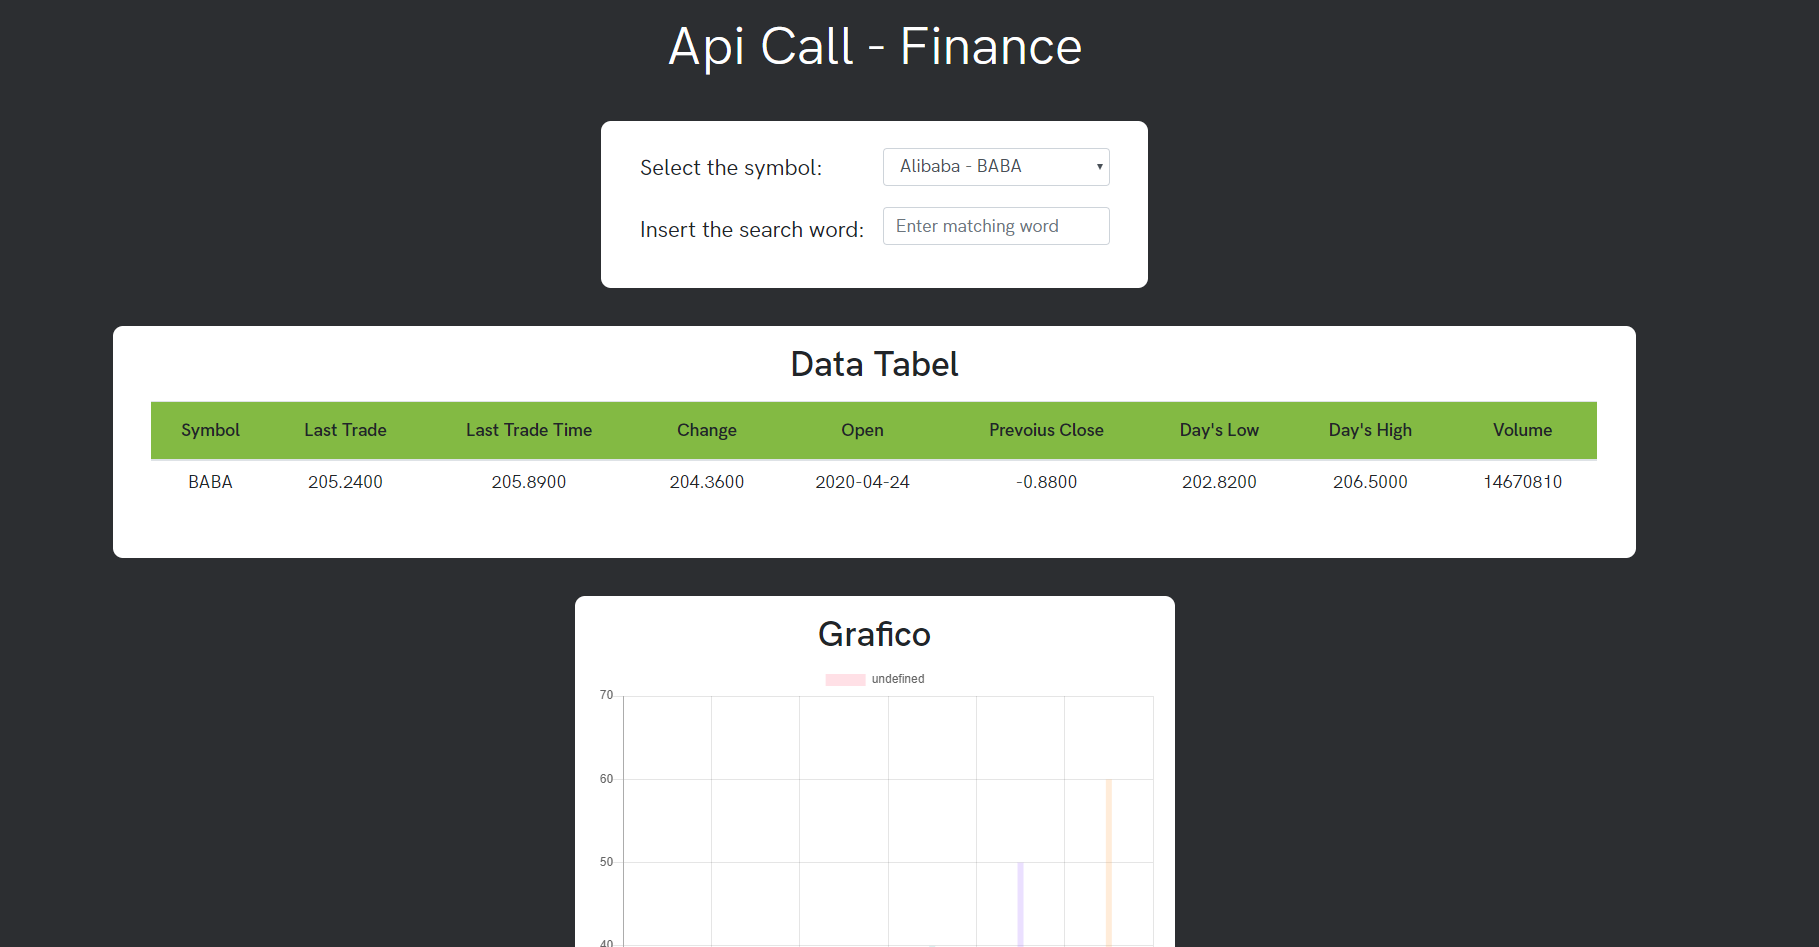 Api Call - Finance
Select the symbol: Alibaba - BABA
Insert the search word: Enter matching word
Data Tabel
Symbol Last Trade Last Trade Time Change Open Prevoius Close Day's Low Day's High Volume
BABA 205.2400 205.8900 204.3600 2020-04-24 -0.8800 202.8200 206.5000 14670810
Grafico
undefined
70
60
50
40